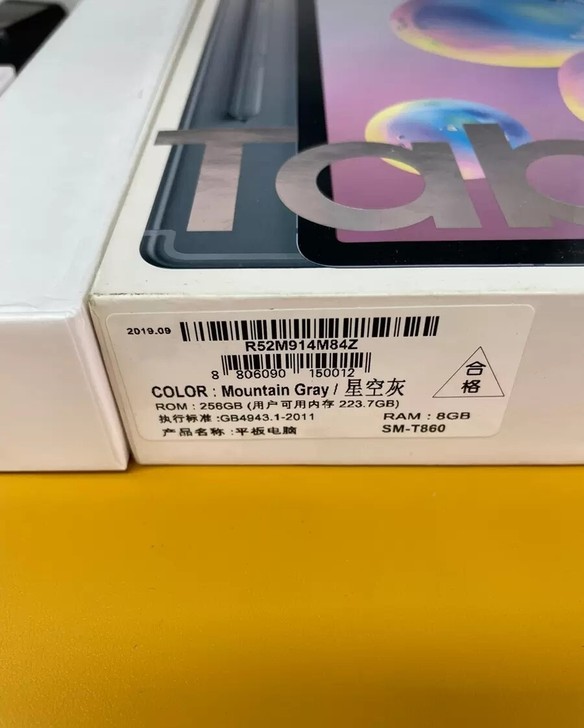 Tab
2019.09
R52M914M84Z
8 806090 150012
COLOR : Mountain Gray / 星空灰
ROM : 256GB (用户可用内存 223.7GB)
执行标准 :GB4943.1-2011
RAM : 8GB
产品名称 :平板电脑
SM-T860
合格